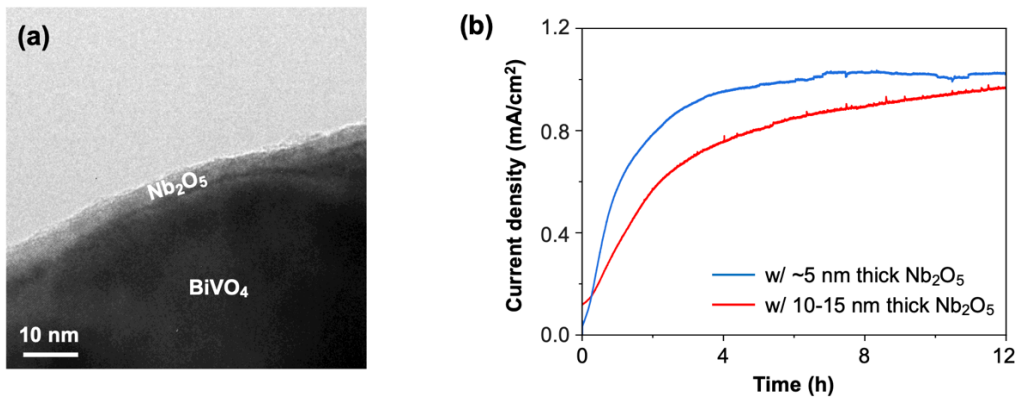 (a)
Nb₂O₅
BiVO₄
10 nm
(b)
Current density (mA/cm²)
1.2
0.8
0.4
0.0
w/ ~5 nm thick Nb₂O₅
w/ 10-15 nm thick Nb₂O₅
0 4 8 12
Time (h)